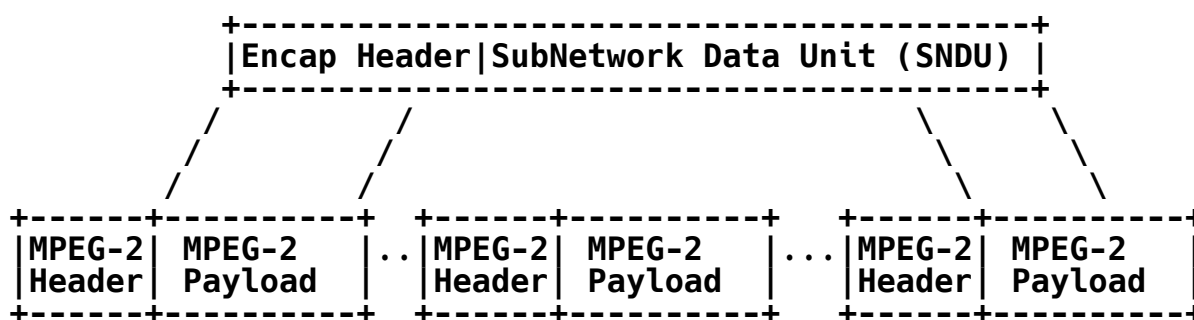 +-----------------------------------------+
|Encap Header|SubNetwork Data Unit (SNDU) |
+-----------------------------------------+
/ / \ \
/ / \ \
/ / \ \
+------+----------+ +------+----------+ +------+----------+
|MPEG-2| MPEG-2 |..|MPEG-2| MPEG-2 |...|MPEG-2| MPEG-2 |
|Header| Payload | |Header| Payload | |Header| Payload |
+------+----------+ +------+----------+ +------+----------+